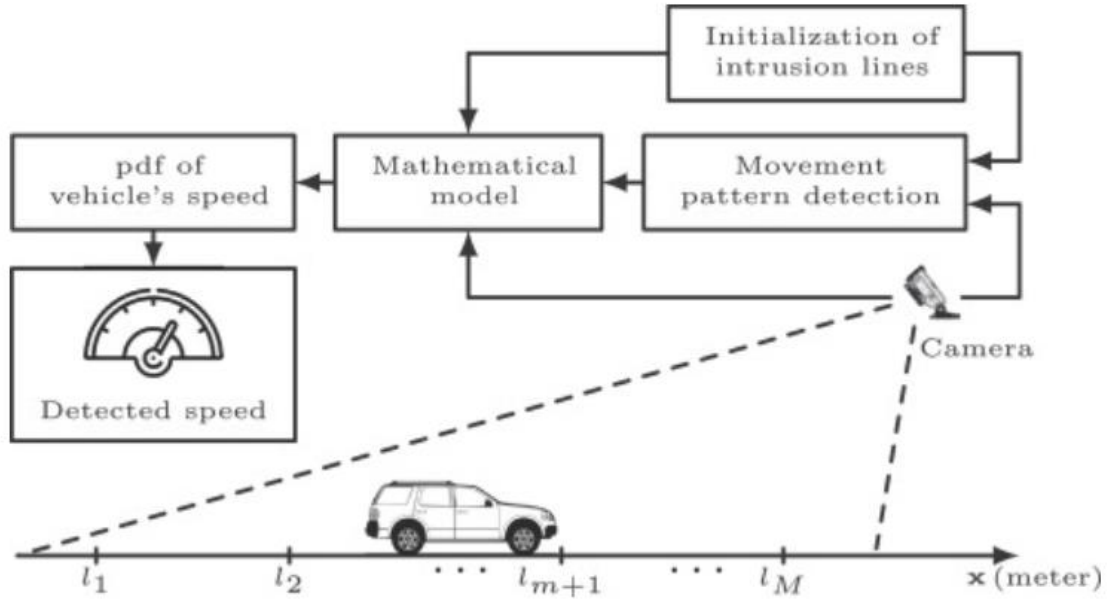 Initialization of
intrusion lines
pdf of
vehicle's speed
Mathematical
model
Movement
pattern detection
Detected speed
Camera
l₁ l₂ ... lₘ₊₁ ... l_M x (meter)